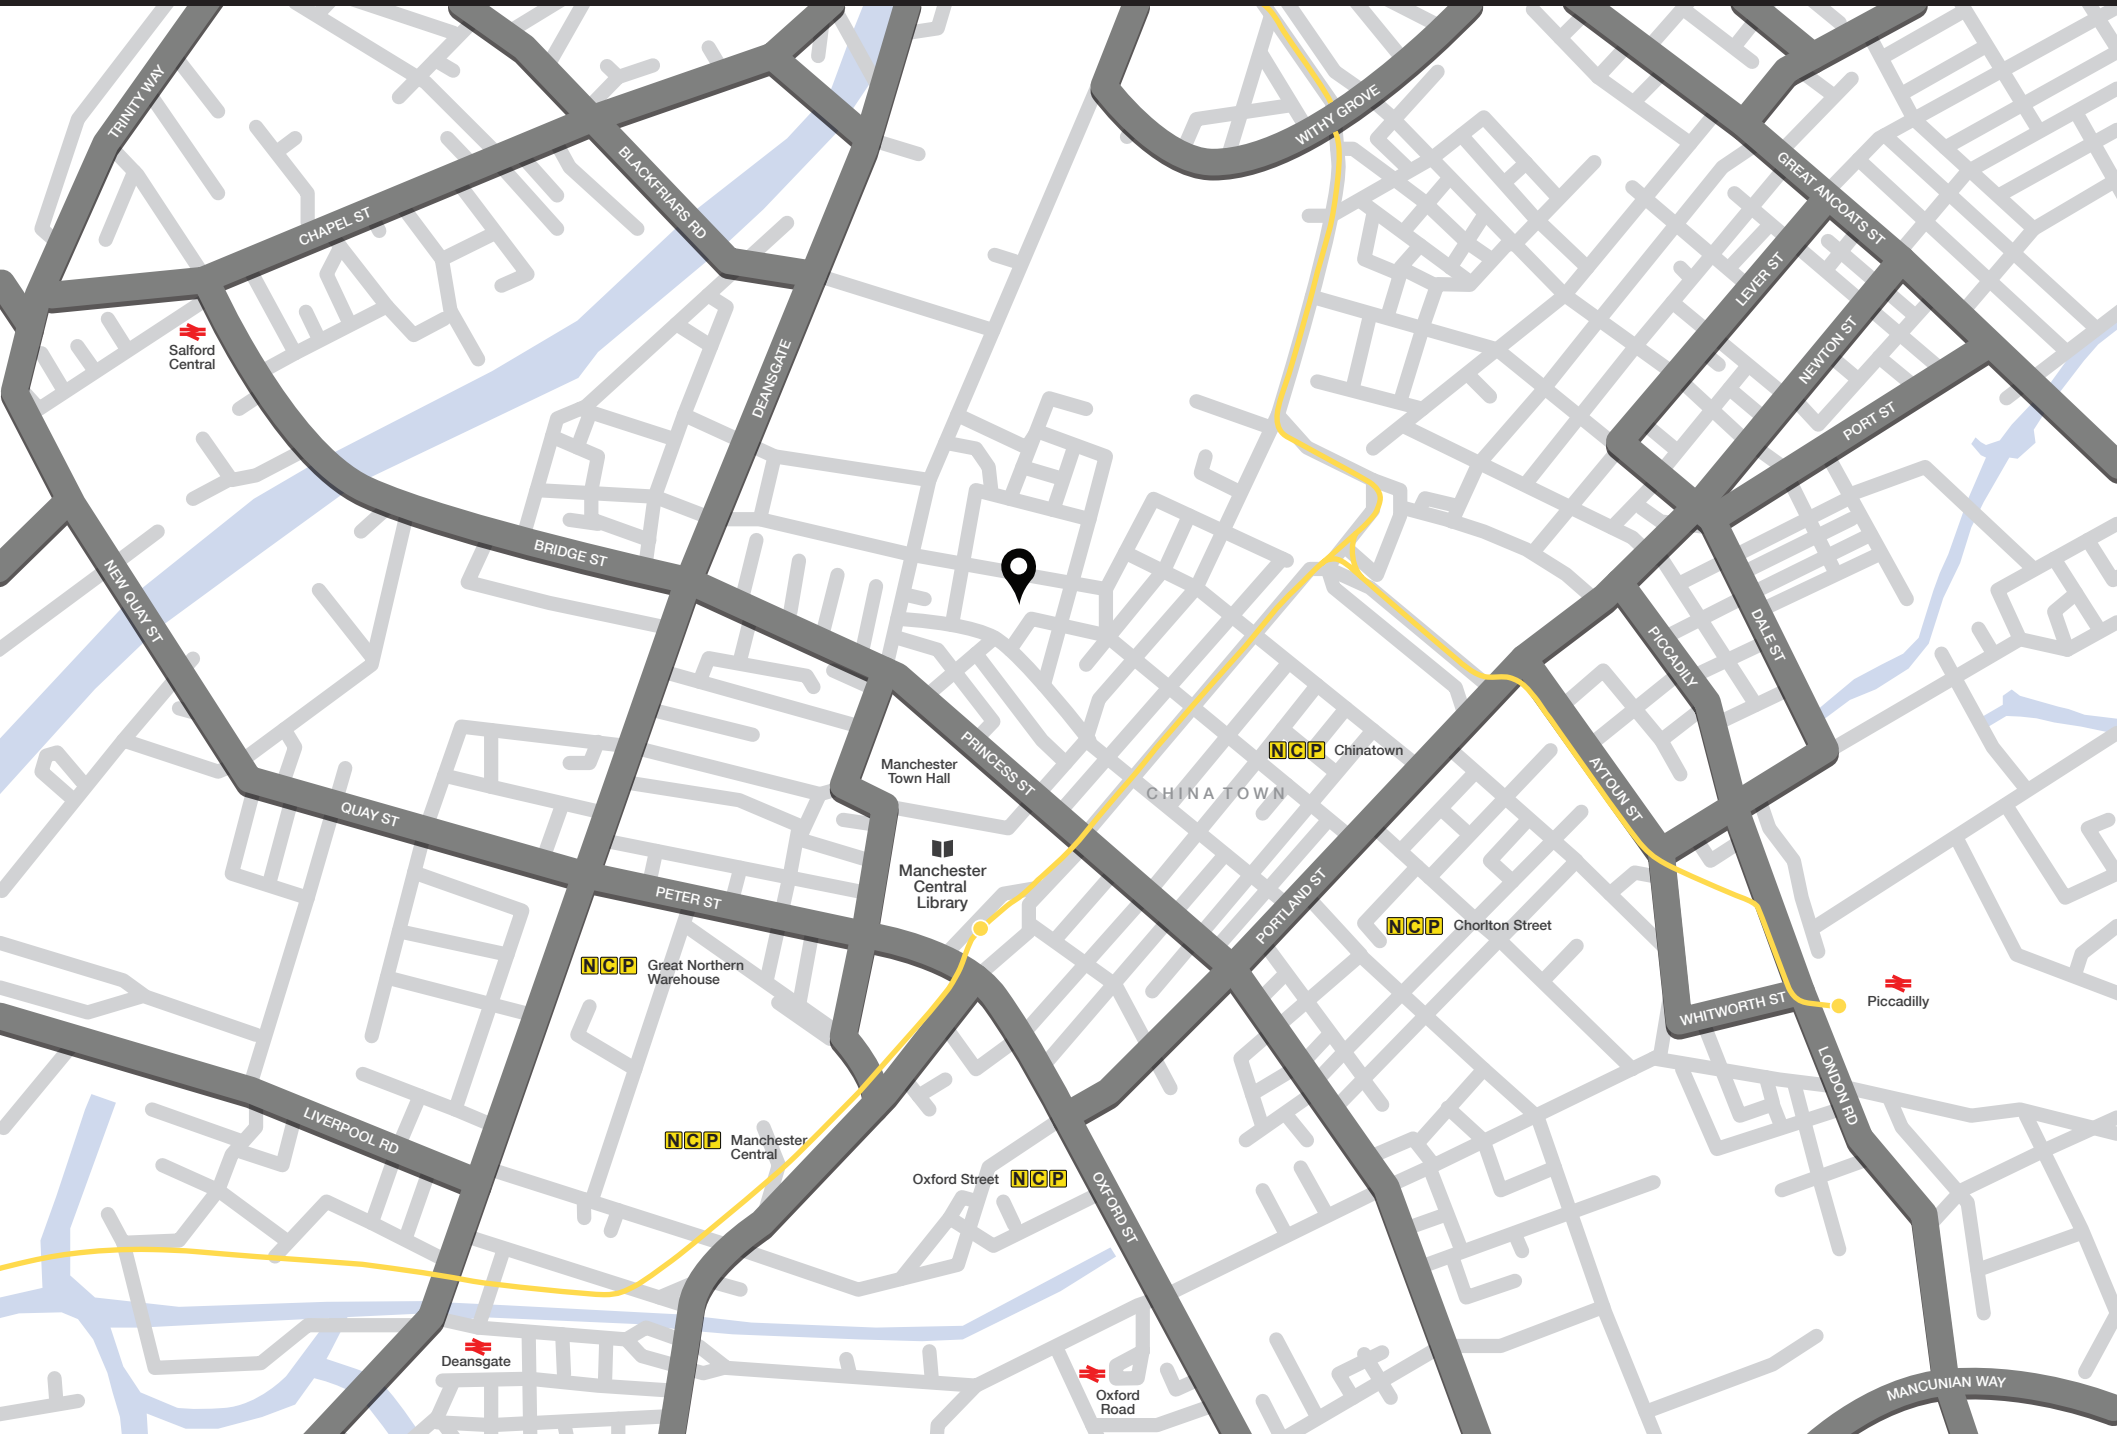 TRINITY WAY
WITHY GROVE
BLACKFRIARS RD
GREAT ANCOATS ST
CHAPEL ST
LEVER ST
NEWTON ST
Salford
Central
DEANSGATE
PORT ST
BRIDGE ST
NEW QUAY ST
DALE ST
PICCADILY
PRINCESS ST
NCP Chinatown
Manchester
Town Hall
CHINA TOWN
AYTOUN ST
QUAY ST
Manchester
Central
Library
PETER ST
PORTLAND ST
NCP Chorlton Street
NCP Great Northern
Warehouse
Piccadilly
WHITWORTH ST
LONDON RD
LIVERPOOL RD
NCP Manchester
Central
Oxford Street NCP
OXFORD ST
Deansgate
Oxford
Road
MANCUNIAN WAY